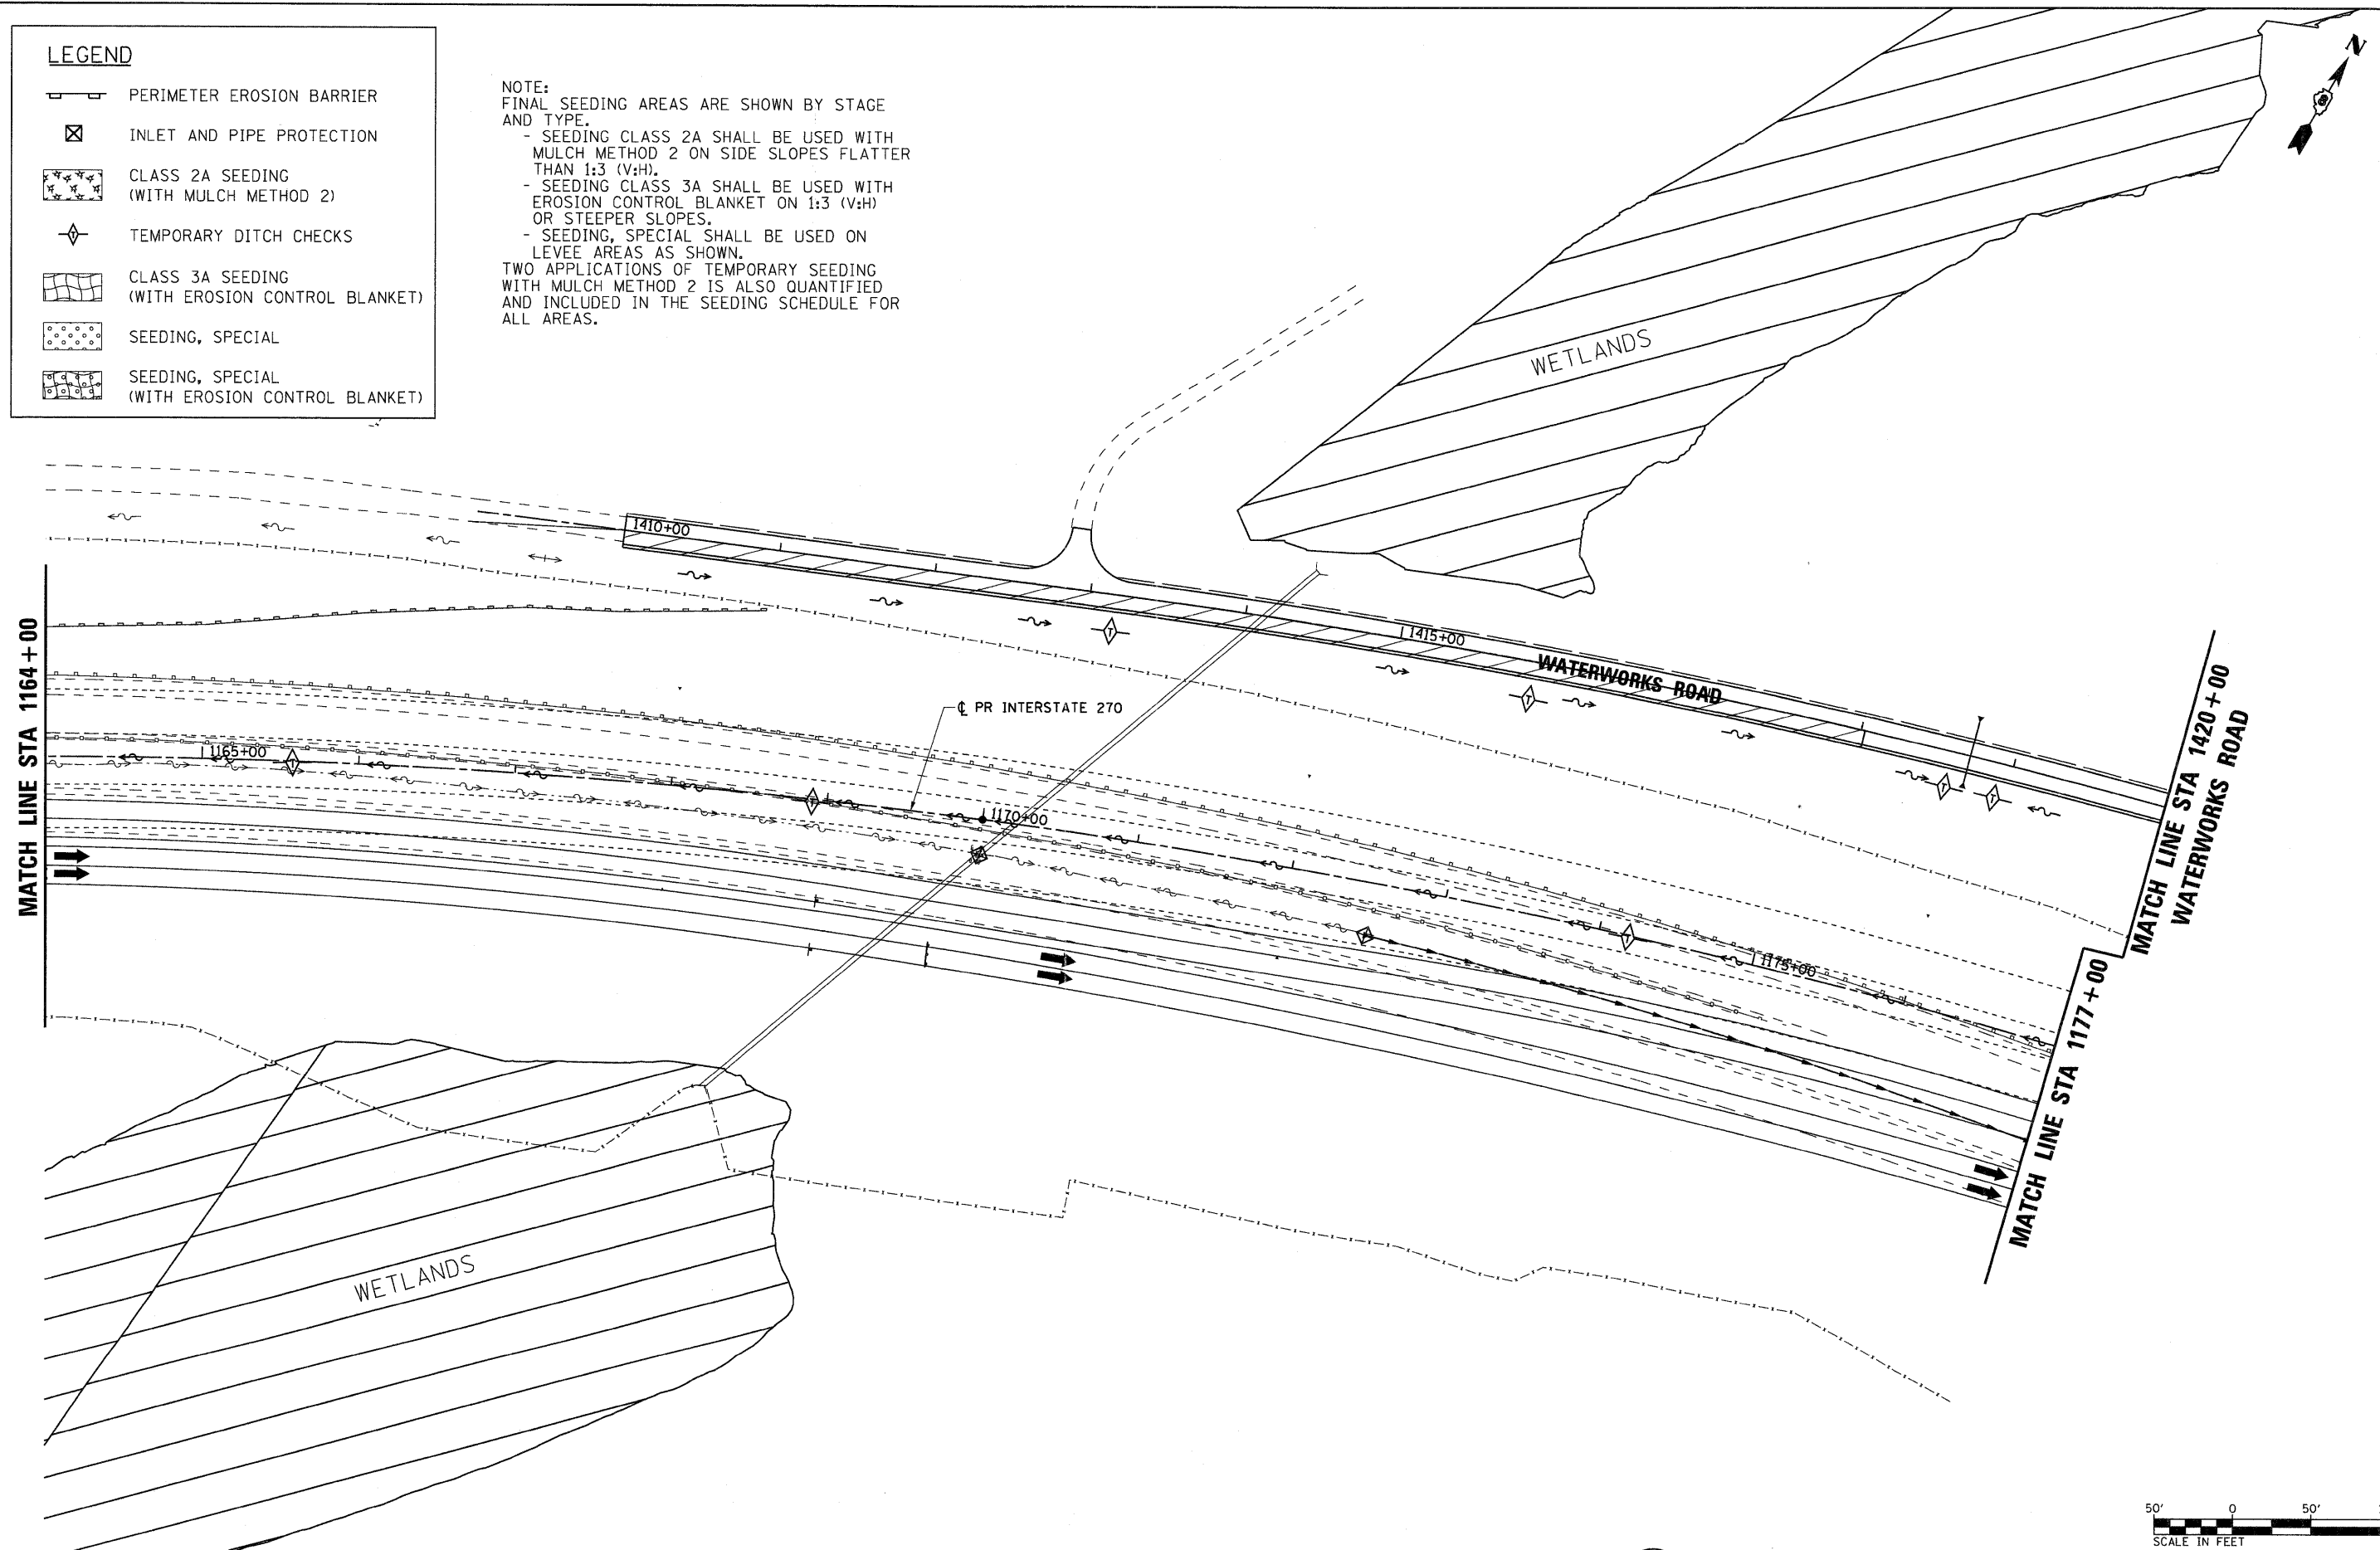 LEGEND
PERIMETER EROSION BARRIER
INLET AND PIPE PROTECTION
CLASS 2A SEEDING
(WITH MULCH METHOD 2)
T
TEMPORARY DITCH CHECKS
CLASS 3A SEEDING
(WITH EROSION CONTROL BLANKET)
SEEDING, SPECIAL
SEEDING, SPECIAL
(WITH EROSION CONTROL BLANKET)
NOTE:
FINAL SEEDING AREAS ARE SHOWN BY STAGE
AND TYPE.
- SEEDING CLASS 2A SHALL BE USED WITH
MULCH METHOD 2 ON SIDE SLOPES FLATTER
THAN 1:3 (V:H).
- SEEDING CLASS 3A SHALL BE USED WITH
EROSION CONTROL BLANKET ON 1:3 (V:H)
OR STEEPER SLOPES.
- SEEDING, SPECIAL SHALL BE USED ON
LEVEE AREAS AS SHOWN.
TWO APPLICATIONS OF TEMPORARY SEEDING
WITH MULCH METHOD 2 IS ALSO QUANTIFIED
AND INCLUDED IN THE SEEDING SCHEDULE FOR
ALL AREAS.
N
WETLANDS
1410+00
1415+00
WATERWORKS ROAD
T
T
T
T
MATCH LINE STA 1164+00
℄ PR INTERSTATE 270
1165+00
T
T
1170+00
T
1175+00
MATCH LINE STA 1420+00
WATERWORKS ROAD
MATCH LINE STA 1177+00
WETLANDS
50' 0 50'
SCALE IN FEET